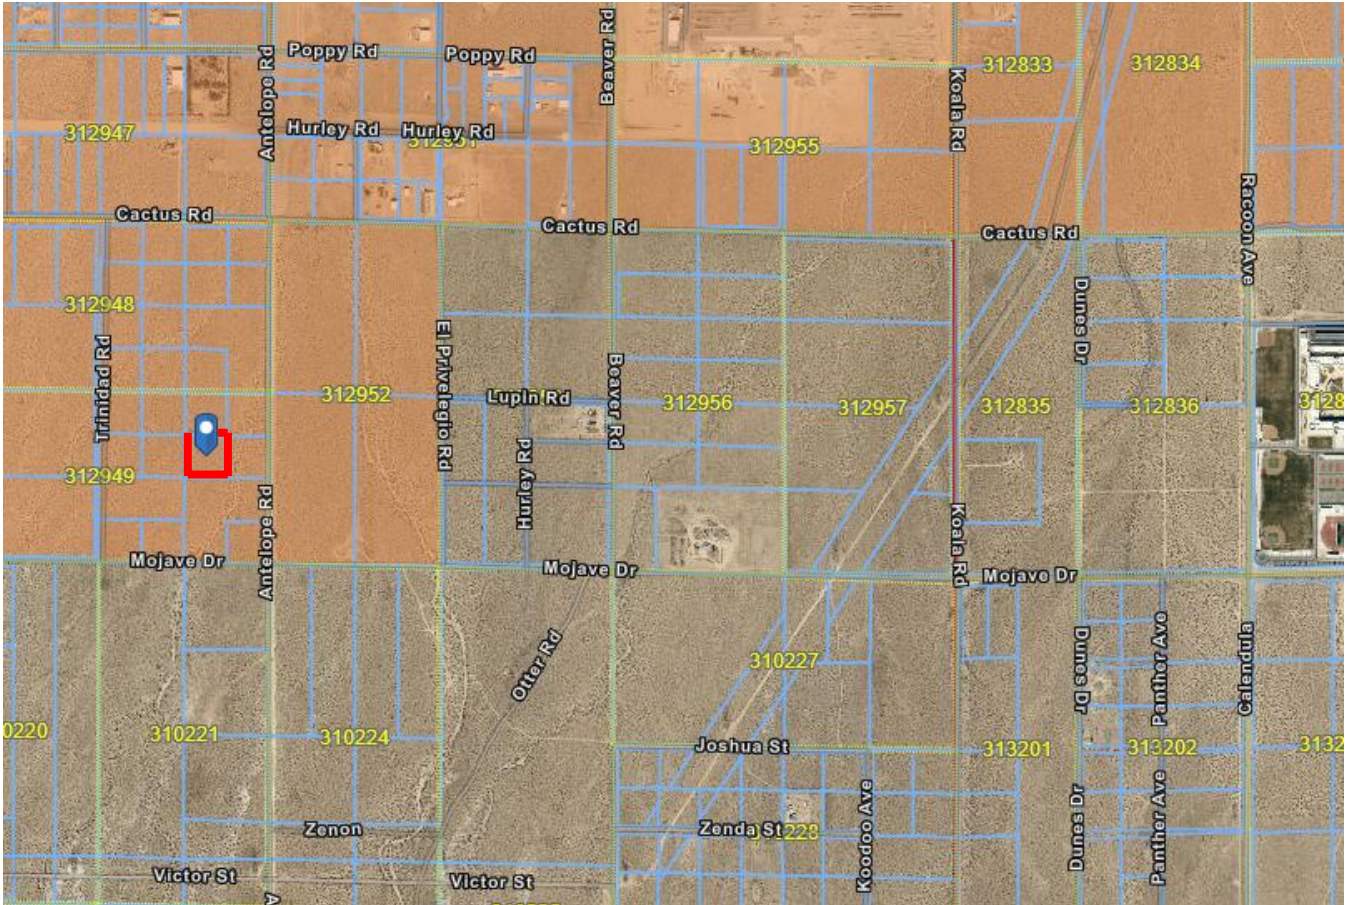 Poppy Rd
Poppy Rd
Beaver Rd
312833
312834
Antelope Rd
Koala Rd
312947
Hurley Rd
Hurley Rd
312955
Cactus Rd
Cactus Rd
Cactus Rd
Racoon Ave
312948
Dunes Dr
Trinidad Rd
312952
El Privelegio Rd
Lupin Rd
Beaver Rd
312956
312957
312835
312836
3128
312949
Antelope Rd
Hurley Rd
Koala Rd
Mojave Dr
Mojave Dr
Mojave Dr
Otter Rd
310227
Dunes Dr
Panther Ave
Calendula
0220
310221
310224
Joshua St
313201
313202
3132
Zenon
Zenda St
228
Koodoo Ave
Dunes Dr
Panther Ave
Victor St
Victor St
A